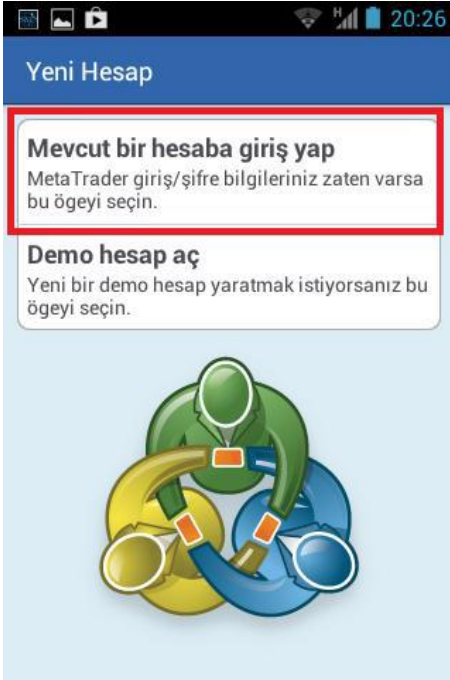 H 20:26
Yeni Hesap
Mevcut bir hesaba giriş yap
MetaTrader giriş/şifre bilgileriniz zaten varsa
bu ögeyi seçin.
Demo hesap aç
Yeni bir demo hesap yaratmak istiyorsanız bu
ögeyi seçin.